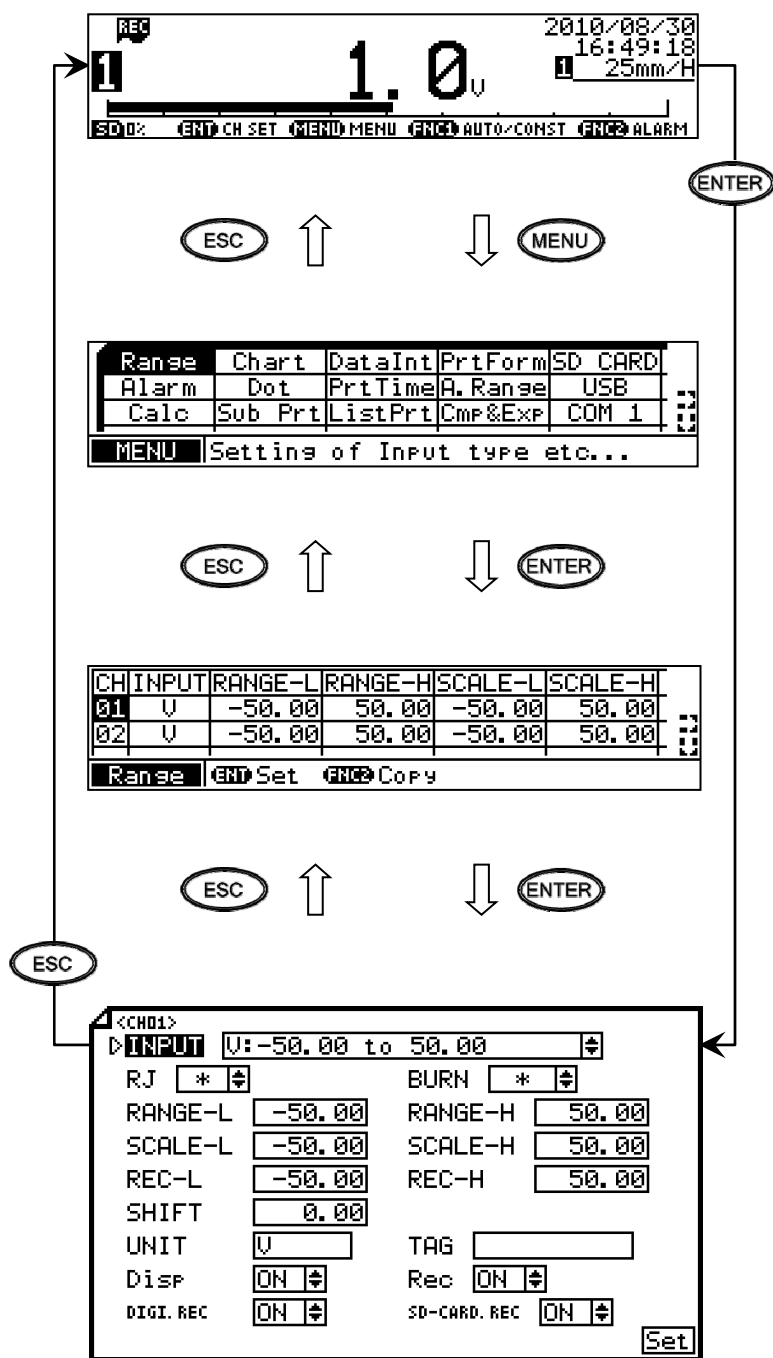 REC
2010/08/30
16:49:18
1 1.0V 1 25mm/H
SD 0% ENT CH SET MENU MENU FNC1 AUTO/CONST FNC2 ALARM
ENTER
ESC MENU
Range Chart DataInt PrtForm SD CARD
Alarm Dot PrtTime A.Range USB
Calc Sub Prt ListPrt Cmp&Exp COM 1
MENU Setting of Input type etc...
ESC ENTER
CH INPUT RANGE-L RANGE-H SCALE-L SCALE-H
01 V -50.00 50.00 -50.00 50.00
02 V -50.00 50.00 -50.00 50.00
Range ENT Set FNC2 Copy
ESC ENTER
ESC
<CH01>
INPUT V:-50.00 to 50.00
RJ * BURN *
RANGE-L -50.00 RANGE-H 50.00
SCALE-L -50.00 SCALE-H 50.00
REC-L -50.00 REC-H 50.00
SHIFT 0.00
UNIT V TAG
Disp ON Rec ON
DIGI.REC ON SD-CARD.REC ON
Set